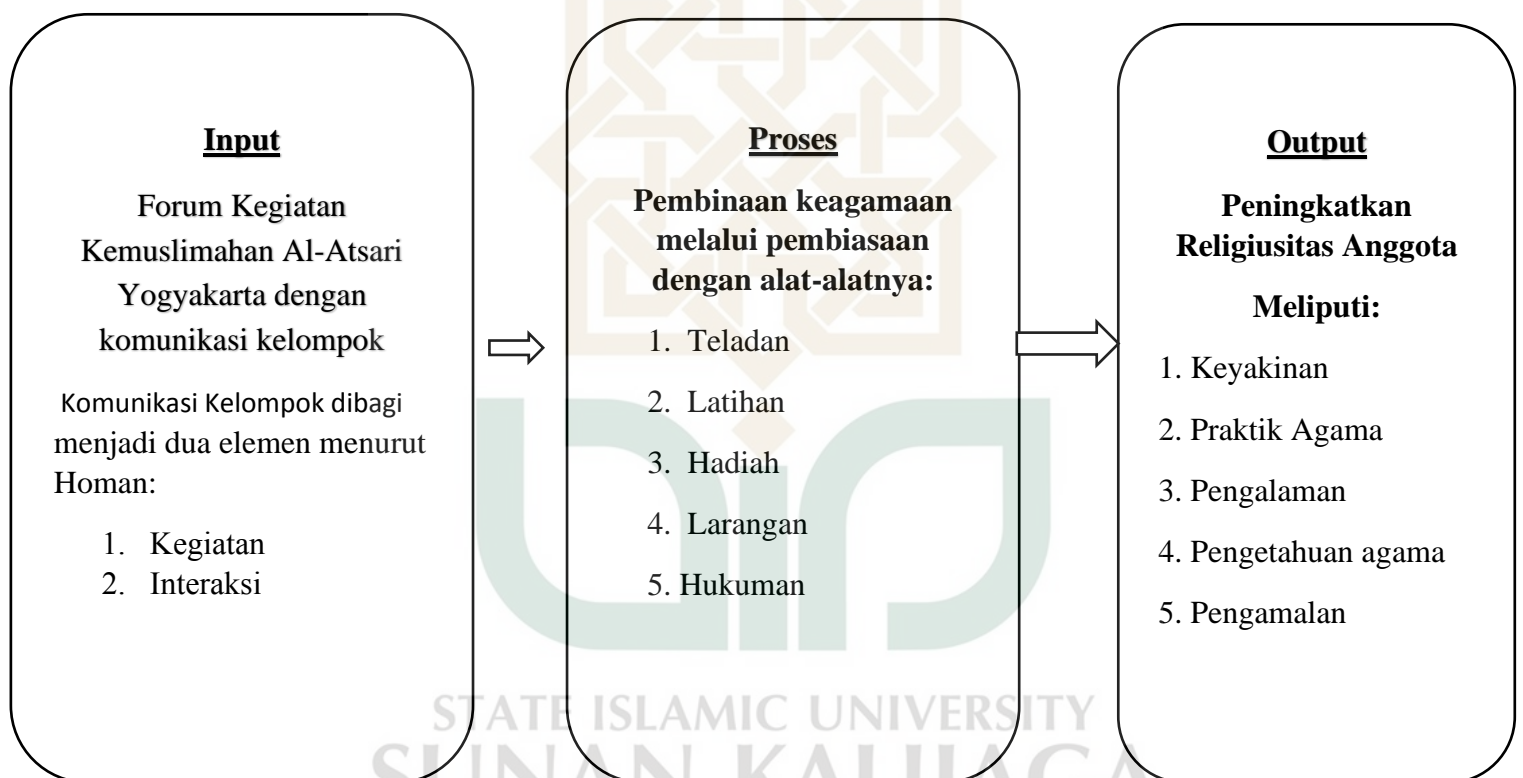 Input
Forum Kegiatan
Kemuslimahan Al-Atsari
Yogyakarta dengan
komunikasi kelompok
Komunikasi Kelompok dibagi
menjadi dua elemen menurut
Homan:
1. Kegiatan
2. Interaksi
Proses
Pembinaan keagamaan
melalui pembiasaan
dengan alat-alatnya:
1. Teladan
2. Latihan
3. Hadiah
4. Larangan
5. Hukuman
Output
Peningkatkan
Religiusitas Anggota
Meliputi:
1. Keyakinan
2. Praktik Agama
3. Pengalaman
4. Pengetahuan agama
5. Pengamalan
STATE ISLAMIC UNIVERSITY
SUNAN KALIJAGA